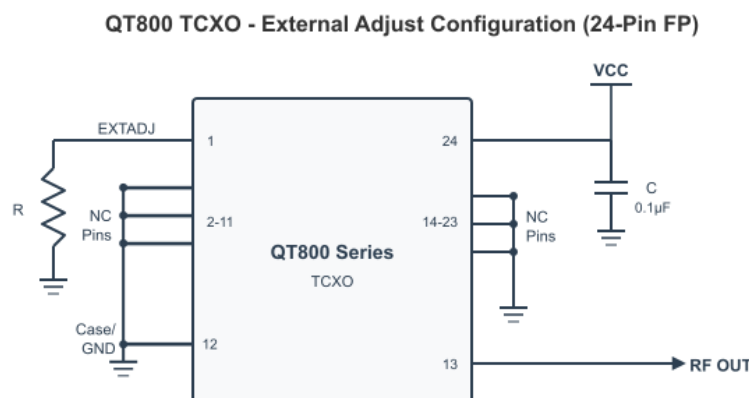 QT800 TCXO - External Adjust Configuration (24-Pin FP)
VCC
EXTADJ
1
24
R
C
0.1μF
NC
Pins
2-11
14-23
NC
Pins
QT800 Series
TCXO
Case/
GND
12
13
RF OUT